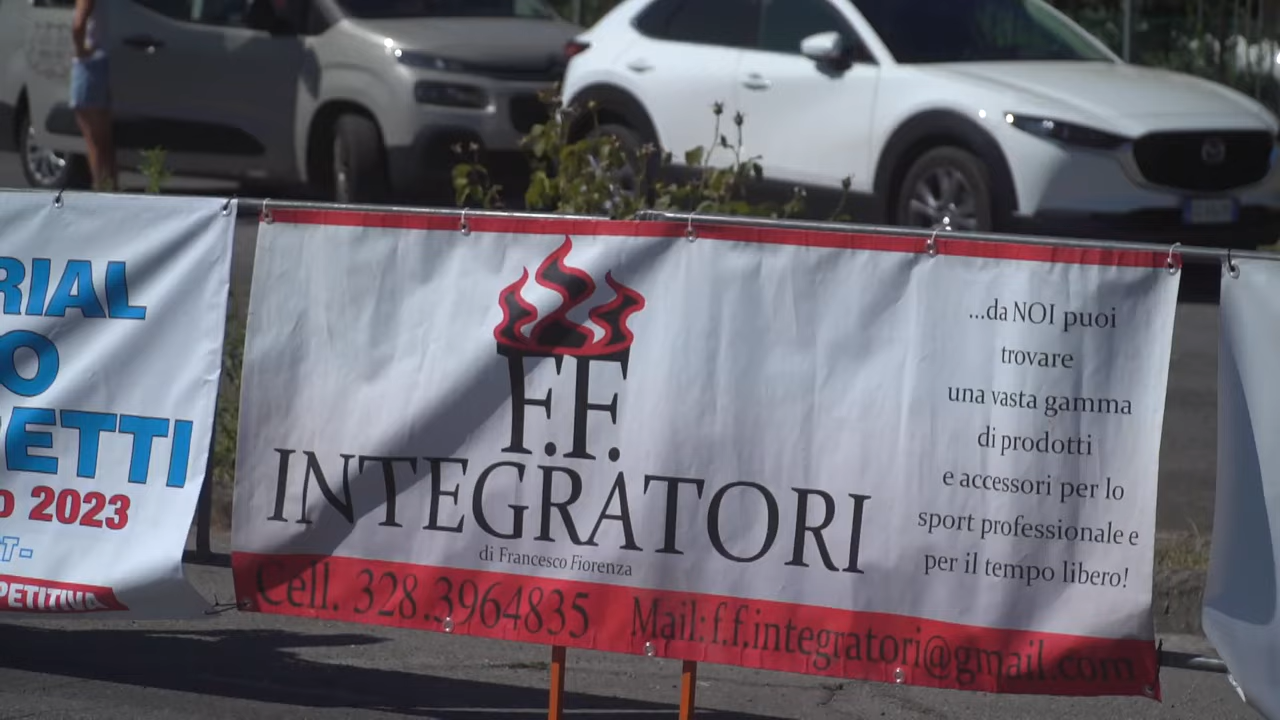 RIAL
O
ETTI
o 2023
T-
PETITIVA
F.F.
INTEGRATORI
di Francesco Fiorenza
...da NOI puoi
trovare
una vasta gamma
di prodotti
e accessori per lo
sport professionale e
per il tempo libero!
Cell. 328.3964835 Mail: f.f.integratori@gmail.com